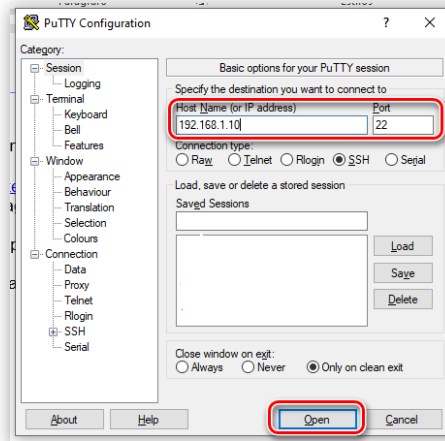 PuTTY Configuration
?
X
Category:
Session
Logging
Terminal
Keyboard
Bell
Features
Window
Appearance
Behaviour
Translation
Selection
Colours
Connection
Data
Proxy
Telnet
Rlogin
SSH
Serial
Basic options for your PuTTY session
Specify the destination you want to connect to
Host Name (or IP address)
Port
192.168.1.10
22
Connection type:
Raw
Telnet
Rlogin
SSH
Serial
Load, save or delete a stored session
Saved Sessions
Load
Save
Delete
Close window on exit:
Always
Never
Only on clean exit
About
Help
Open
Cancel